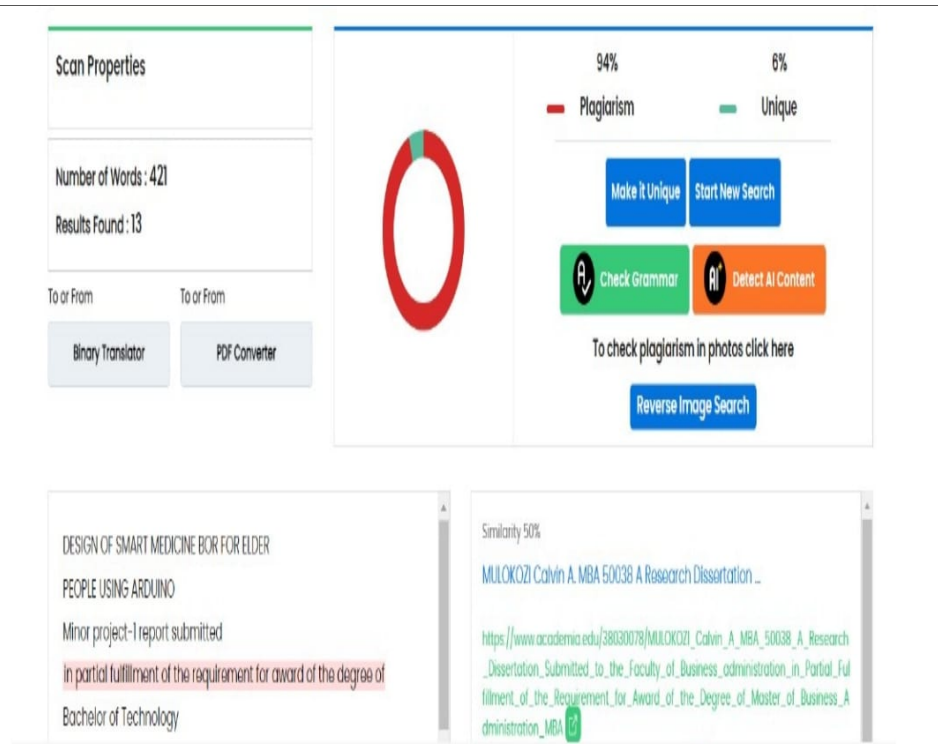 Scan Properties
Number of Words : 421
Results Found : 13
To or From
To or From
Binary Translator
PDF Converter
94%
6%
Plagiarism
Unique
Make it Unique
Start New Search
Check Grammar
AI
Detect AI Content
To check plagiarism in photos click here
Reverse Image Search
DESIGN OF SMART MEDICINE BOR FOR ELDER
PEOPLE USING ARDUINO
Minor project-1 report submitted
in partial fulfillment of the requirement for award of the degree of
Bachelor of Technology
Similarity 50%
MULOKOZI Calvin A. MBA 50038 A Research Dissertation ...
https://www.academia.edu/38030078/MULOKOZI_Calvin_A_MBA_50038_A_Research
_Dissertation_Submitted_to_the_Faculty_of_Business_administration_in_Partial_Ful
fillment_of_the_Requirement_for_Award_of_the_Degree_of_Master_of_Business_A
dministration_MBA